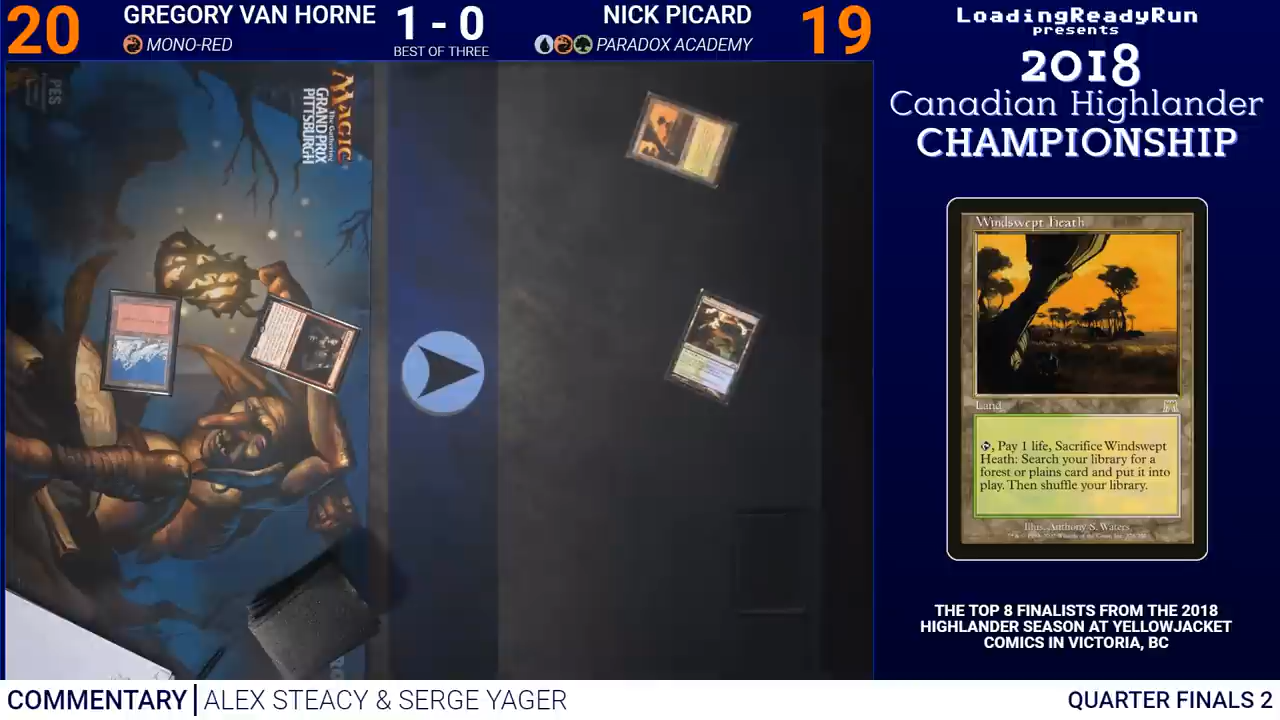 20
GREGORY VAN HORNE
MONO-RED
1 - 0
BEST OF THREE
NICK PICARD
PARADOX ACADEMY
19
LoadingReadyRun
presents
2018
Canadian Highlander
CHAMPIONSHIP
MAGIC
The Gathering
GRAND PRIX
PITTSBURGH
Windswept Heath
Land
, Pay 1 life, Sacrifice Windswept
Heath: Search your library for a
forest or plains card and put it into
play. Then shuffle your library.
Illus. Anthony S. Waters
THE TOP 8 FINALISTS FROM THE 2018
HIGHLANDER SEASON AT YELLOWJACKET
COMICS IN VICTORIA, BC
COMMENTARY | ALEX STEACY & SERGE YAGER
QUARTER FINALS 2